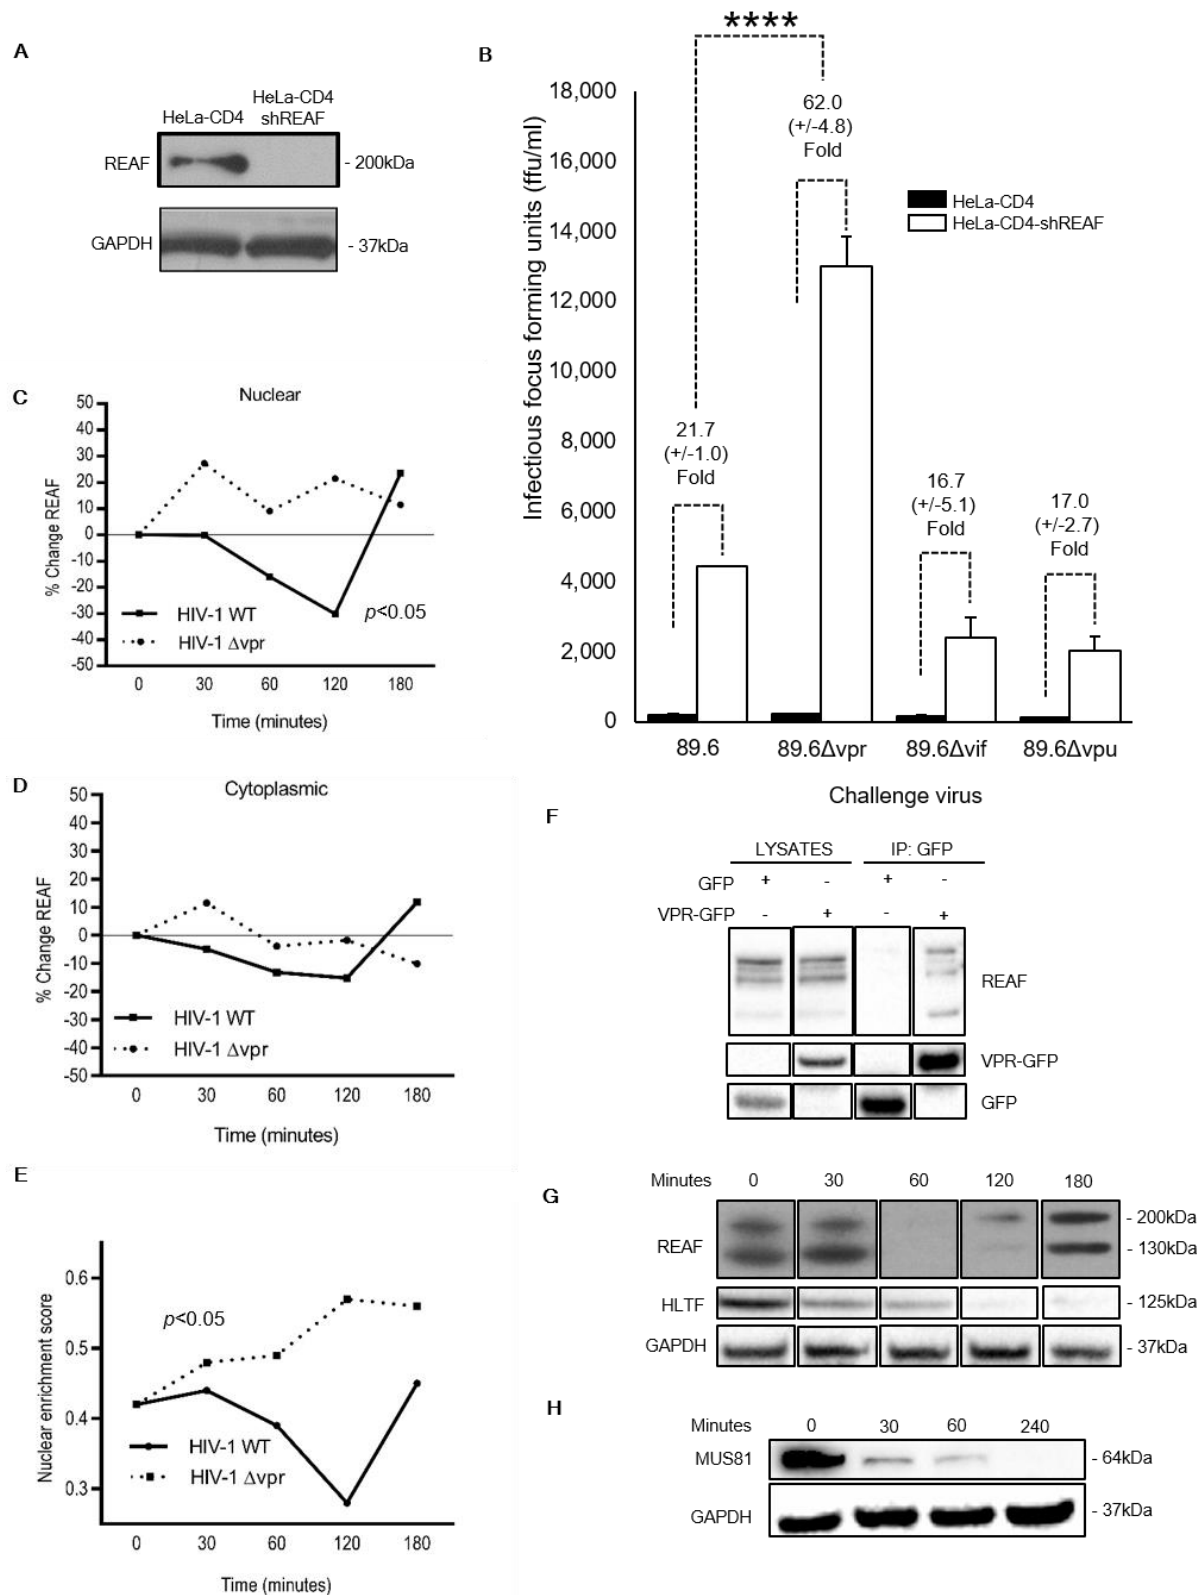 A
HeLa-CD4
HeLa-CD4
shREAF
REAF
- 200kDa
GAPDH
- 37kDa
B
****
Infectious focus forming units (ffu/ml)
18,000
16,000
14,000
12,000
10,000
8,000
6,000
4,000
2,000
0
62.0
(+/-4.8)
Fold
HeLa-CD4
HeLa-CD4-shREAF
21.7
(+/-1.0)
Fold
16.7
(+/-5.1)
Fold
17.0
(+/-2.7)
Fold
89.6
89.6Δvpr
89.6Δvif
89.6Δvpu
Challenge virus
C
Nuclear
% Change REAF
50
40
30
20
10
0
-10
-20
-30
-40
-50
HIV-1 WT
HIV-1 Δvpr
p<0.05
0 30 60 120 180
Time (minutes)
D
Cytoplasmic
% Change REAF
50
40
30
20
10
0
-10
-20
-30
-40
-50
HIV-1 WT
HIV-1 Δvpr
0 30 60 120 180
Time (minutes)
E
Nuclear enrichment score
0.6
0.5
0.4
0.3
p<0.05
HIV-1 WT
HIV-1 Δvpr
0 30 60 120 180
Time (minutes)
F
LYSATES IP: GFP
GFP + - + -
VPR-GFP - + - +
REAF
VPR-GFP
GFP
G
Minutes 0 30 60 120 180
REAF
- 200kDa
- 130kDa
HLTF
- 125kDa
GAPDH
- 37kDa
H
Minutes 0 30 60 240
MUS81
- 64kDa
GAPDH
- 37kDa